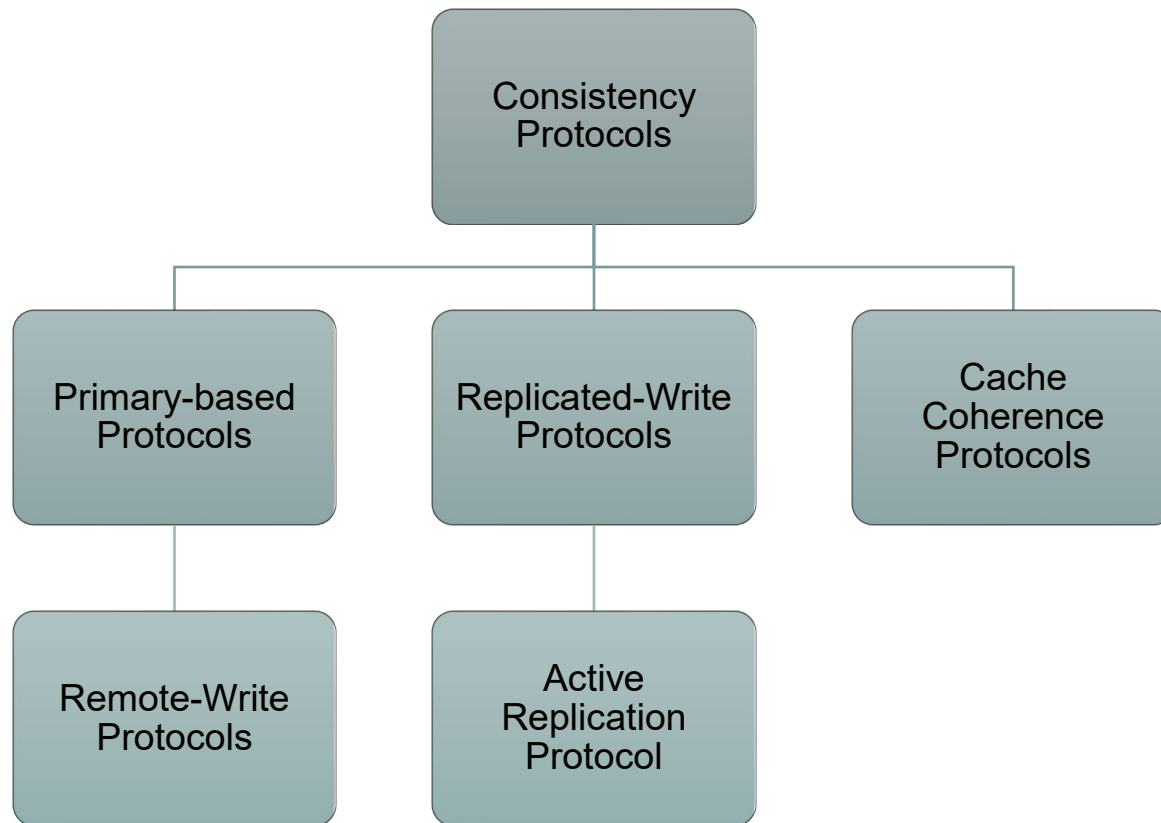 Consistency
Protocols
Primary-based
Protocols
Replicated-Write
Protocols
Cache
Coherence
Protocols
Remote-Write
Protocols
Active
Replication
Protocol